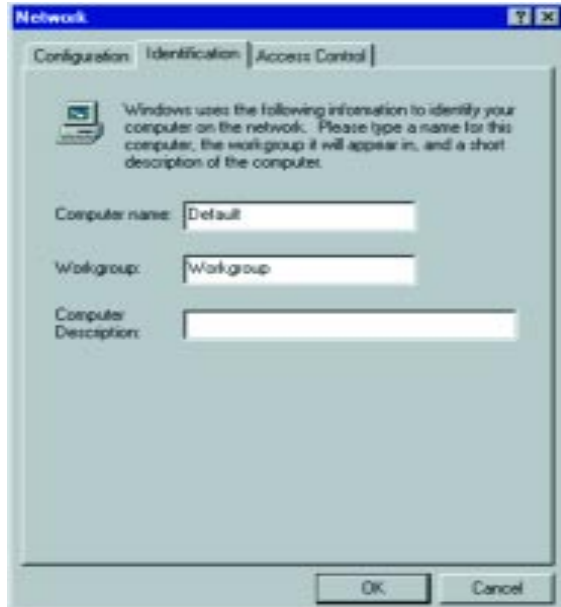 Network
Configuration Identification Access Control
Windows uses the following information to identify your
computer on the network. Please type a name for this
computer, the workgroup it will appear in, and a short
description of the computer.
Computer name: Default
Workgroup: Workgroup
Computer
Description:
OK Cancel